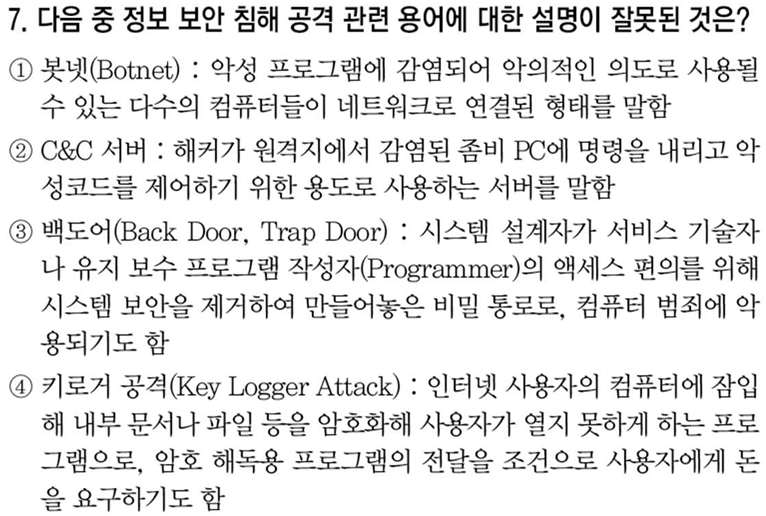 7. 다음 중 정보 보안 침해 공격 관련 용어에 대한 설명이 잘못된 것은?
① 봇넷(Botnet) : 악성 프로그램에 감염되어 악의적인 의도로 사용될
수 있는 다수의 컴퓨터들이 네트워크로 연결된 형태를 말함
② C&C 서버 : 해커가 원격지에서 감염된 좀비 PC에 명령을 내리고 악
성코드를 제어하기 위한 용도로 사용하는 서버를 말함
③ 백도어(Back Door, Trap Door) : 시스템 설계자가 서비스 기술자
나 유지 보수 프로그램 작성자(Programmer)의 액세스 편의를 위해
시스템 보안을 제거하여 만들어놓은 비밀 통로로, 컴퓨터 범죄에 악
용되기도 함
④ 키로거 공격(Key Logger Attack) : 인터넷 사용자의 컴퓨터에 잠입
해 내부 문서나 파일 등을 암호화해 사용자가 열지 못하게 하는 프로
그램으로, 암호 해독용 프로그램의 전달을 조건으로 사용자에게 돈
을 요구하기도 함